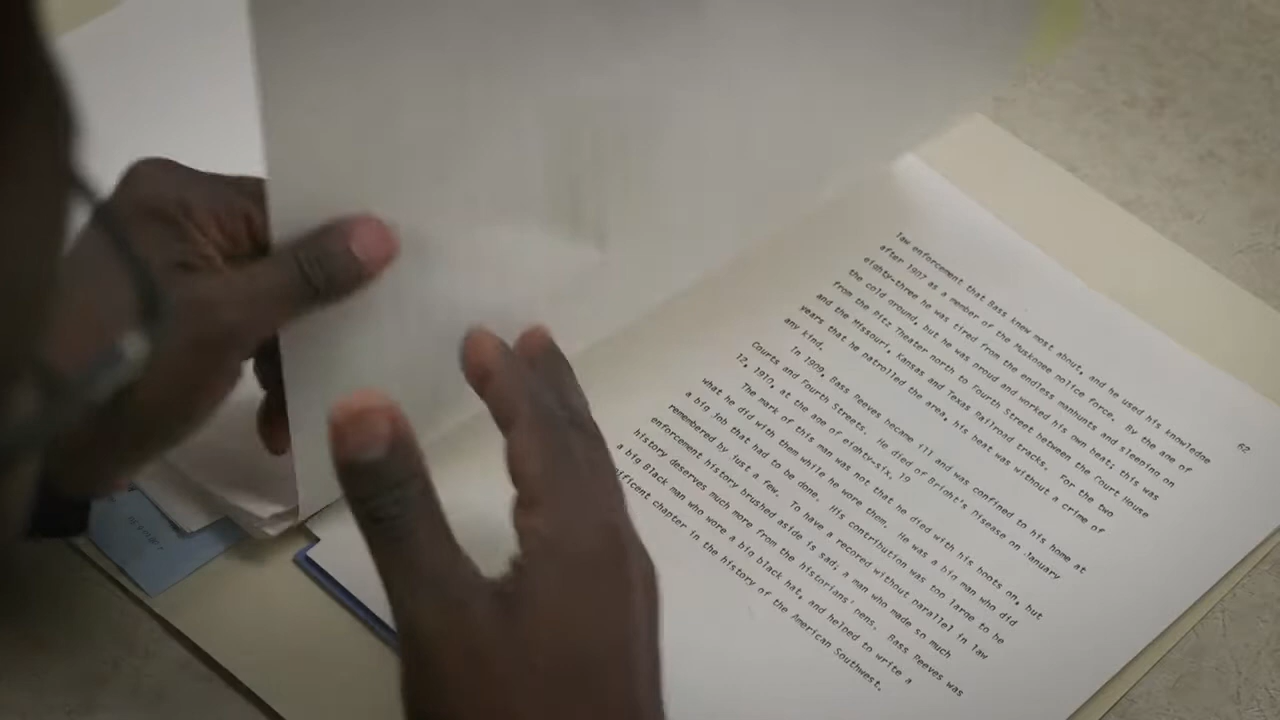 62
law enforcement that Bass knew most about, and he used his knowledge
after 1907 as a member of the Muskogee police force. By the age of
eighty-three he was tired from the endless manhunts and sleeping on
the cold ground, but he was proud and worked his own beat; this was
from the Ritz Theater north to Fourth Street between the Court House
and the Missouri, Kansas and Texas Railroad tracks. For the two
years that he patrolled the area, his beat was without a crime of
any kind.
In 1909, Bass Reeves became ill and was confined to his home at
Courts and Fourth Streets. He died of Bright's Disease on January
12, 1910, at the age of eighty-six. 19
The mark of this man was not that he died with his boots on, but
what he did with them while he wore them. He was a big man who did
a big job that had to be done. His contribution was too large to be
remembered by just a few. To have a recored without parallel in law
enforcement history brushed aside is sad; a man who made so much
history deserves much more from the historians' pens. Bass Reeves was
a big Black man who wore a big black hat, and helped to write a
ificent chapter in the history of the American Southwest.